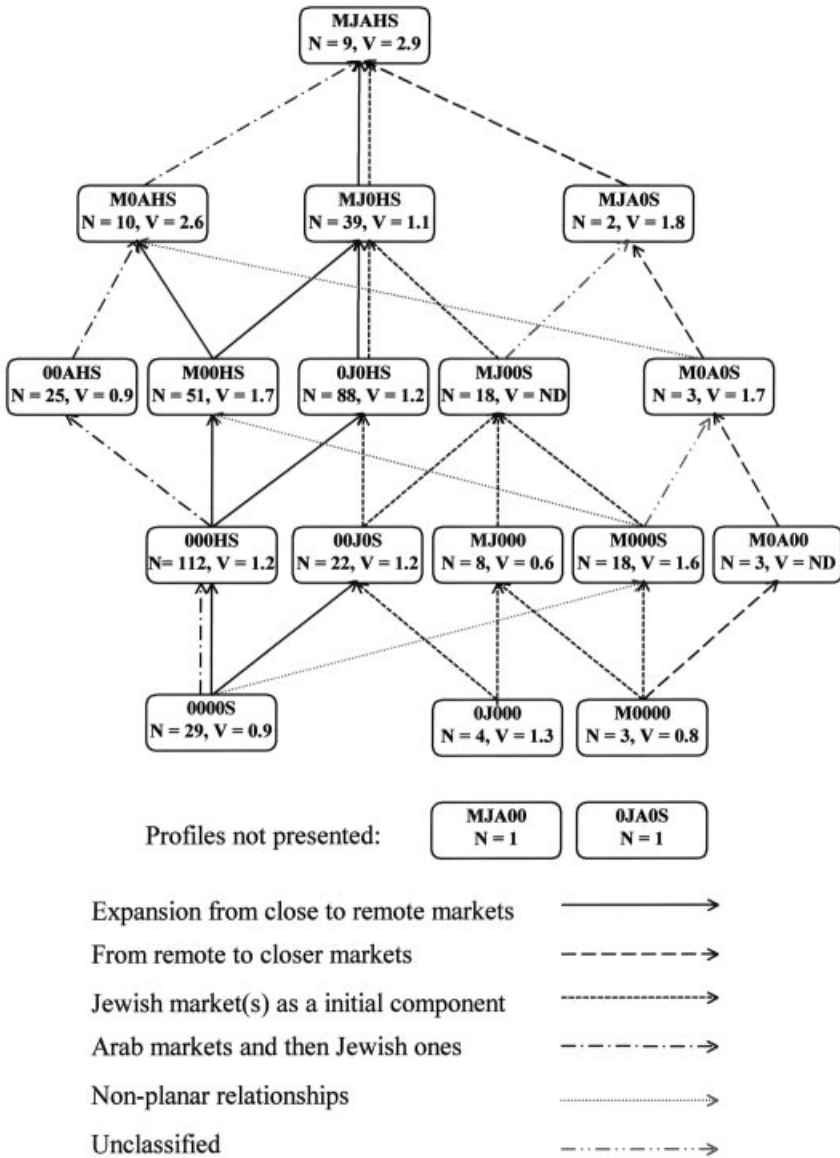 MJAHS
N = 9, V = 2.9
M0AHS
N = 10, V = 2.6
MJ0HS
N = 39, V = 1.1
MJA0S
N = 2, V = 1.8
00AHS
N = 25, V = 0.9
M00HS
N = 51, V = 1.7
0J0HS
N = 88, V = 1.2
MJ00S
N = 18, V = ND
M0A0S
N = 3, V = 1.7
000HS
N= 112, V = 1.2
00J0S
N = 22, V = 1.2
MJ000
N = 8, V = 0.6
M000S
N = 18, V = 1.6
M0A00
N = 3, V = ND
0000S
N = 29, V = 0.9
0J000
N = 4, V = 1.3
M0000
N = 3, V = 0.8
Profiles not presented:
MJA00
N = 1
0JA0S
N = 1
Expansion from close to remote markets
From remote to closer markets
Jewish market(s) as a initial component
Arab markets and then Jewish ones
Non-planar relationships
Unclassified